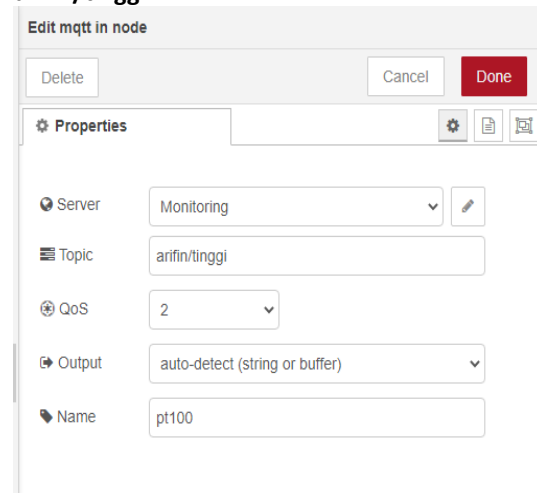 Edit mqtt in node
Delete
Cancel
Done
Properties
Server
Monitoring
Topic
arifin/tinggi
QoS
2
Output
auto-detect (string or buffer)
Name
pt100